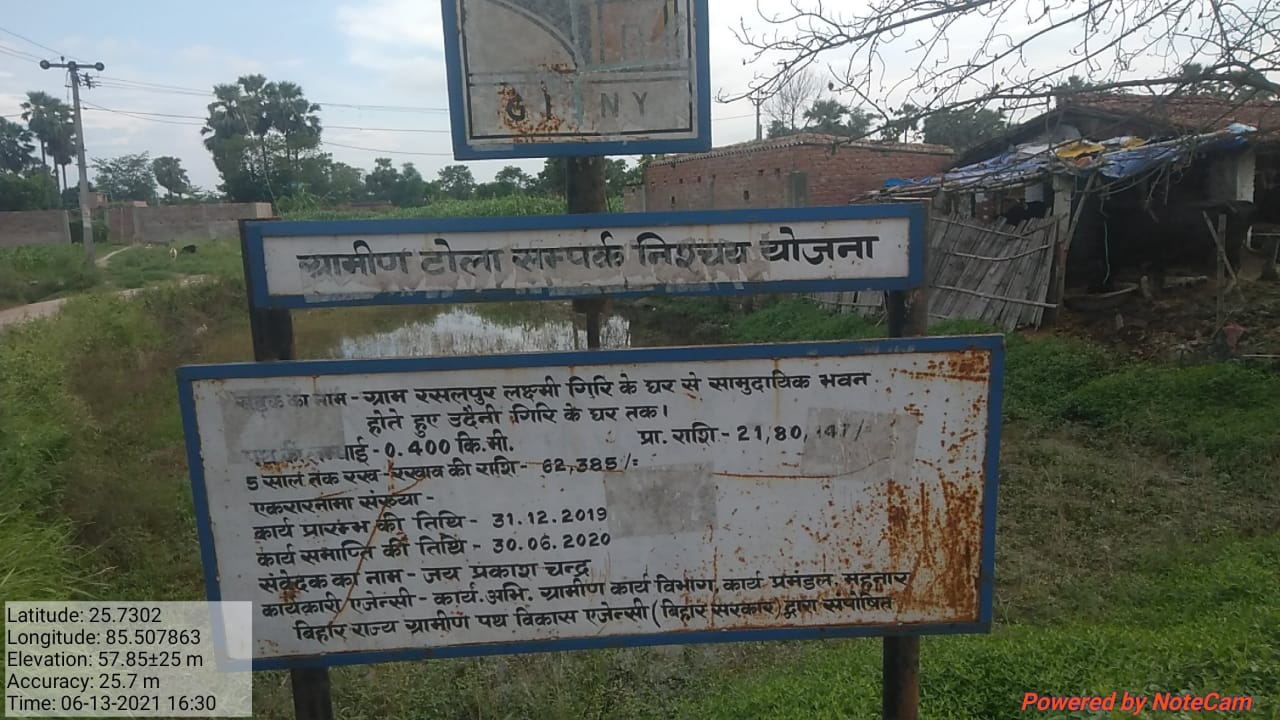 G NY
ग्रामीण टोला सम्पर्क निश्चय योजना
सड़क का नाम - ग्राम रसलपुर लक्ष्मी गिरि के घर से सामुदायिक भवन
होते हुए उदैनी गिरि के घर तक।
- 0.400 कि.मी. प्रा. राशि - 21,80,147/-
5 साल तक रख-रखाव की राशि - 62,385/=
एकरारनामा संख्या -
कार्य प्रारम्भ की तिथि - 31.12.2019
कार्य समाप्ति की तिथि - 30.06.2020
संवेदक का नाम - जय प्रकाश चन्द्र
कार्यकारी एजेन्सी - कार्य. अभि. ग्रामीण कार्य विभाग, कार्य प्रमंडल, महनार
बिहार राज्य ग्रामीण पथ विकास एजेन्सी (बिहार सरकार) द्वारा संपोषित
Latitude: 25.7302
Longitude: 85.507863
Elevation: 57.85±25 m
Accuracy: 25.7 m
Time: 06-13-2021 16:30
Powered by NoteCam